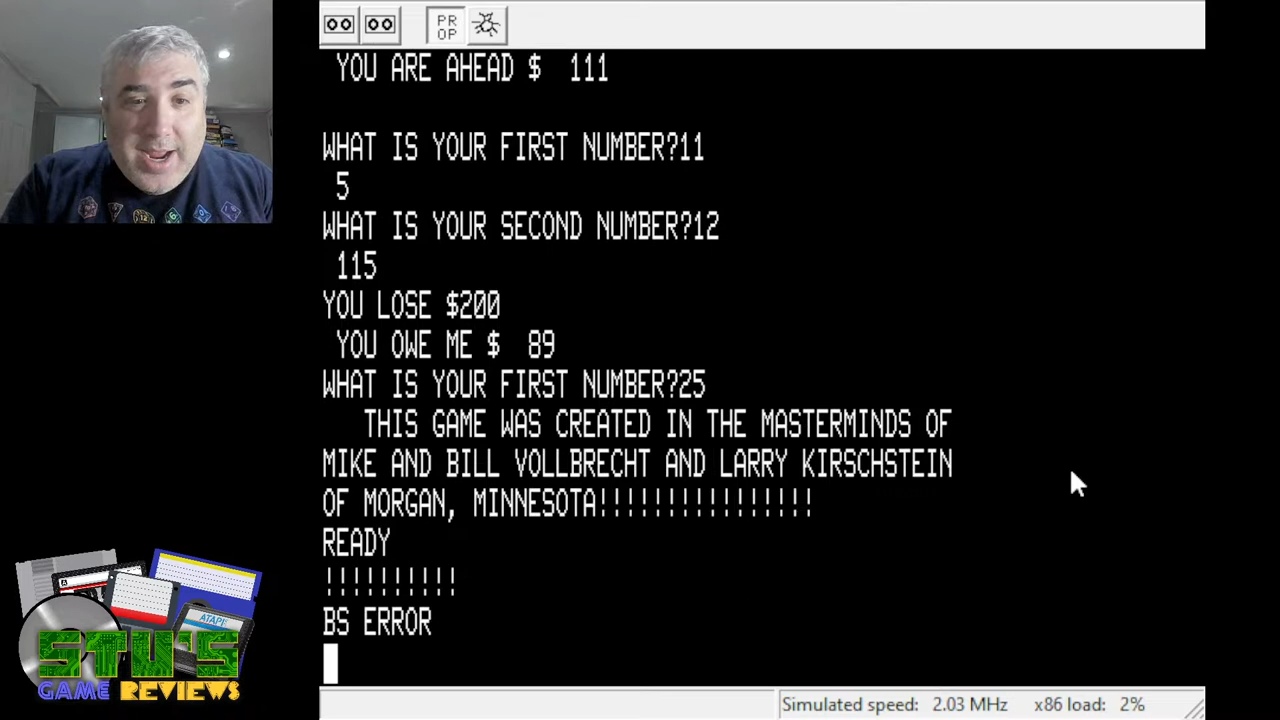 PR
OP
YOU ARE AHEAD $  111
WHAT IS YOUR FIRST NUMBER?11
5
WHAT IS YOUR SECOND NUMBER?12
115
YOU LOSE $200
YOU OWE ME $  89
WHAT IS YOUR FIRST NUMBER?25
THIS GAME WAS CREATED IN THE MASTERMINDS OF
MIKE AND BILL VOLLBRECHT AND LARRY KIRSCHSTEIN
OF MORGAN, MINNESOTA!!!!!!!!!!!!!!!!
READY
!!!!!!!!!!
BS ERROR
ATARI
STU'S
GAME REVIEWS
Simulated speed: 2.03 MHz x86 load: 2%